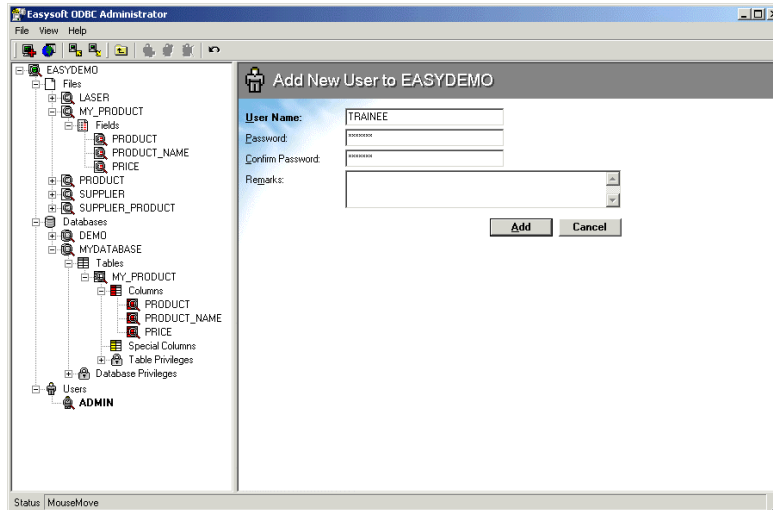 Easysoft ODBC Administrator
File View Help
EASYDEMO
Files
LASER
MY_PRODUCT
Fields
PRODUCT
PRODUCT_NAME
PRICE
PRODUCT
SUPPLIER
SUPPLIER_PRODUCT
Databases
DEMO
MYDATABASE
Tables
MY_PRODUCT
Columns
PRODUCT
PRODUCT_NAME
PRICE
Special Columns
Table Privileges
Database Privileges
Users
ADMIN
Add New User to EASYDEMO
User Name: TRAINEE
Password: *******
Confirm Password: *******
Remarks:
Add Cancel
Status MouseMove